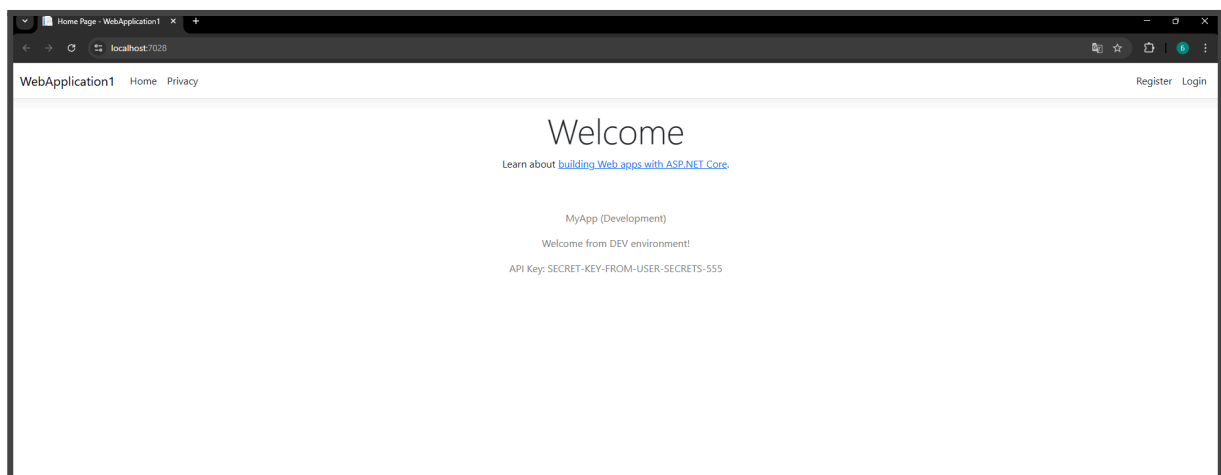 Home Page - WebApplication1
localhost:7028
6
WebApplication1 Home Privacy Register Login
Welcome
Learn about building Web apps with ASP.NET Core.
MyApp (Development)
Welcome from DEV environment!
API Key: SECRET-KEY-FROM-USER-SECRETS-555